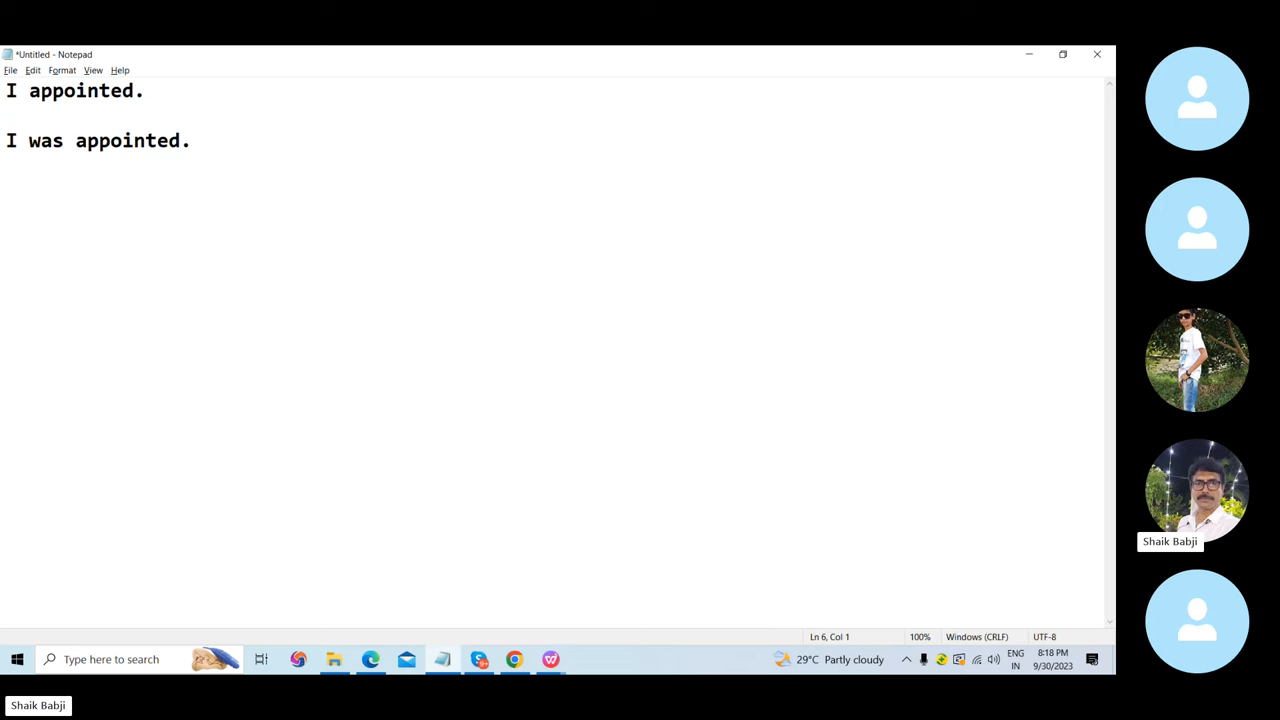 *Untitled - Notepad
File Edit Format View Help
I appointed.
I was appointed.
Shaik Babji
Ln 6, Col 1 100% Windows (CRLF) UTF-8
Type here to search
29°C Partly cloudy
ENG
IN
8:18 PM
9/30/2023
Shaik Babji